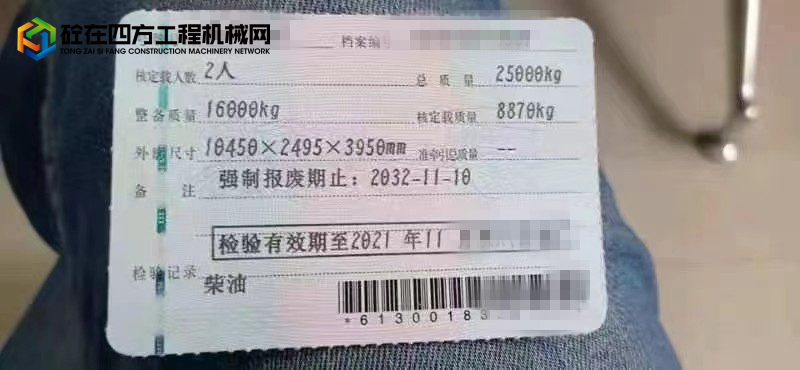 砼在四方工程机械网
TONG ZAI SI FANG CONSTRUCTION MACHINERY NETWORK
档案编号
核定载人数 2人 总质量 25000kg
整备质量 16000kg 核定载质量 8870kg
外廓尺寸 10450×2495×3950mm 准牵引总质量 --
备注 强制报废期止：2032-11-10
检验有效期至2021 年11
检验记录
柴油
*6130018